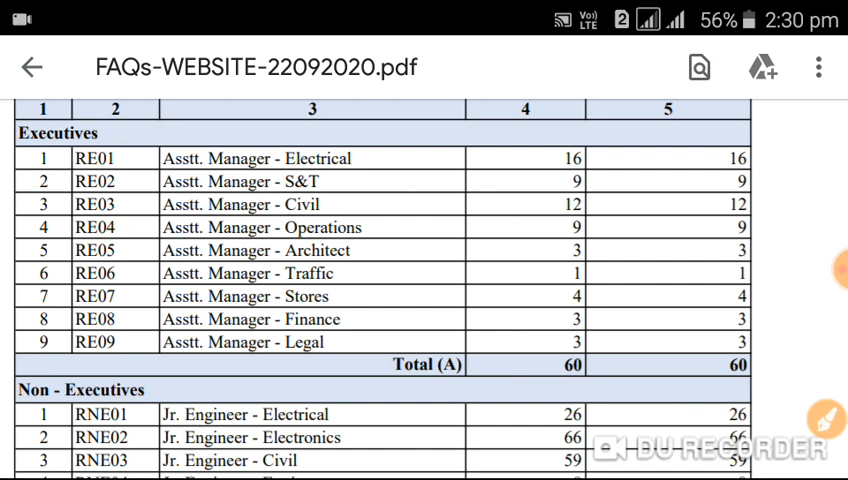 Vo) LTE 2 56% 2:30 pm
FAQs-WEBSITE-22092020.pdf
1 2 3 4 5
Executives
1 RE01 Asstt. Manager - Electrical 16 16
2 RE02 Asstt. Manager - S&T 9 9
3 RE03 Asstt. Manager - Civil 12 12
4 RE04 Asstt. Manager - Operations 9 9
5 RE05 Asstt. Manager - Architect 3 3
6 RE06 Asstt. Manager - Traffic 1 1
7 RE07 Asstt. Manager - Stores 4 4
8 RE08 Asstt. Manager - Finance 3 3
9 RE09 Asstt. Manager - Legal 3 3
Total (A) 60 60
Non - Executives
1 RNE01 Jr. Engineer - Electrical 26 26
2 RNE02 Jr. Engineer - Electronics 66 66
DU RECORDER
3 RNE03 Jr. Engineer - Civil 59 59